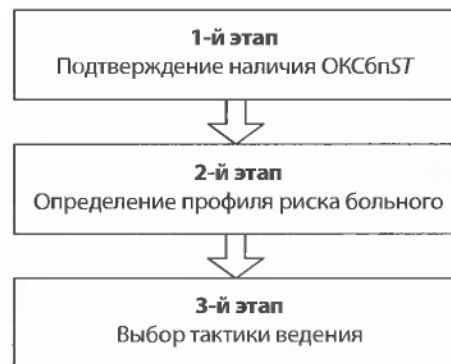 1-й этап
Подтверждение наличия ОКСбпST
2-й этап
Определение профиля риска больного
3-й этап
Выбор тактики ведения